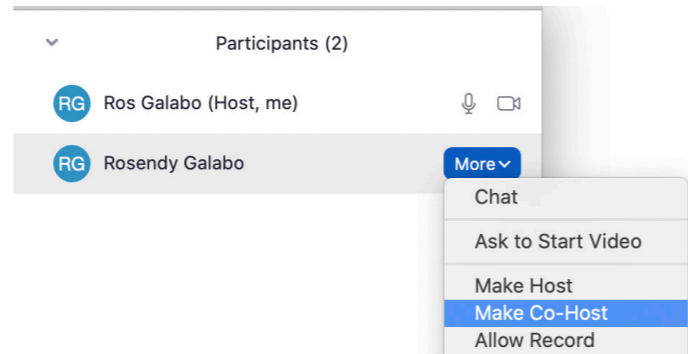 Participants (2)
RG Ros Galabo (Host, me)
RG Rosendy Galabo More
Chat
Ask to Start Video
Make Host
Make Co-Host
Allow Record